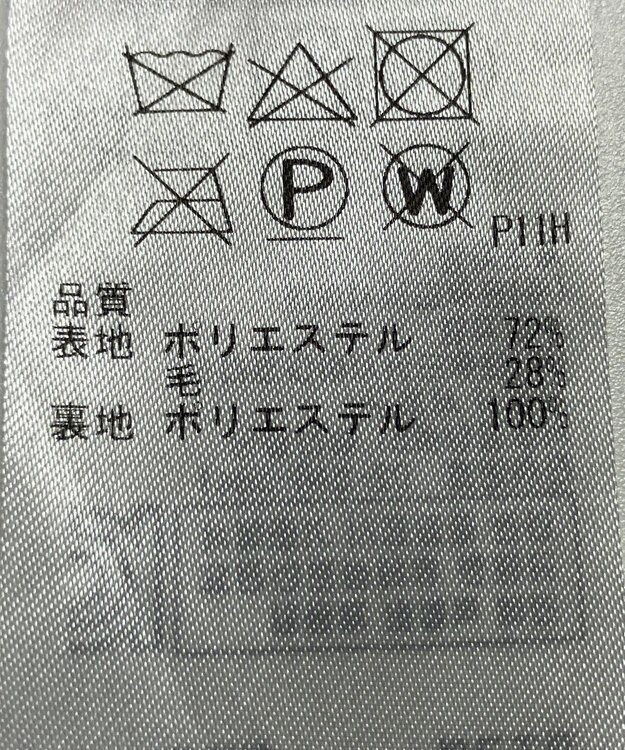 P
W
P11H
品質
表地 ポリエステル 72%
毛 28%
裏地 ポリエステル 100%